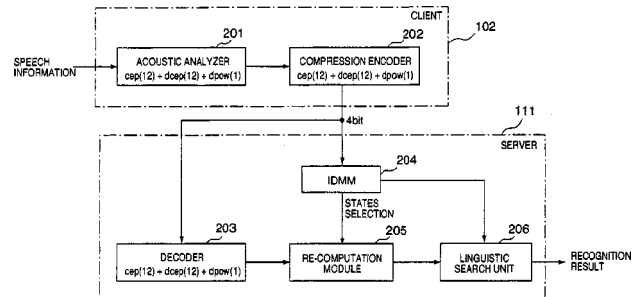 CLIENT
102
201
202
SPEECH
INFORMATION
ACOUSTIC ANALYZER
cep(12) + dcep(12) + dpow(1)
COMPRESSION ENCODER
cep(12) + dcep(12) + dpow(1)
4bit
111
SERVER
204
IDMM
STATES
SELECTION
203
205
206
DECODER
cep(12) + dcep(12) + dpow(1)
RE-COMPUTATION
MODULE
LINGUISTIC
SEARCH UNIT
RECOGNITION
RESULT